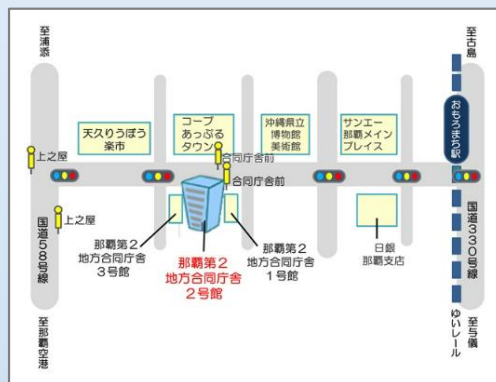 至浦添
至古島
天久りうぼう
楽市
コープ
あっぷる
タウン
沖縄県立
博物館
美術館
サンエー
那覇メイン
プレイス
おもろまち駅
上之屋
合同庁舎前
合同庁舎前
上之屋
国道58号線
那覇第2
地方合同庁舎
3号館
那覇第2
地方合同庁舎
2号館
那覇第2
地方合同庁舎
1号館
日銀
那覇支店
国道330号線
至那覇空港
ゆいレール
至与儀